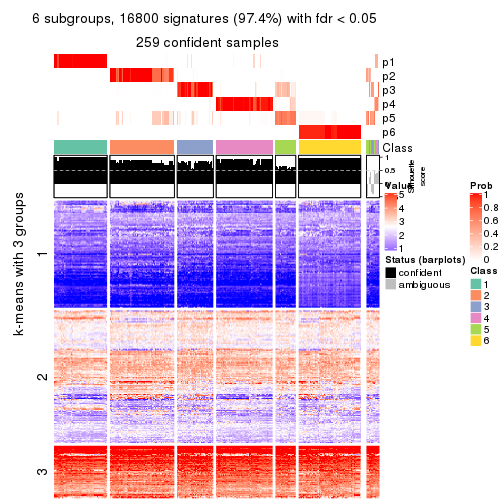 6 subgroups, 16800 signatures (97.4%) with fdr < 0.05
259 confident samples
p1
p2
p3
p4
p5
p6
Class
1
0.5
0
Silhouette
score
k-means with 3 groups
1
2
3
Value
5
4
3
2
1
Status (barplots)
confident
ambiguous
Prob
1
0.8
0.6
0.4
0.2
0
Class
1
2
3
4
5
6